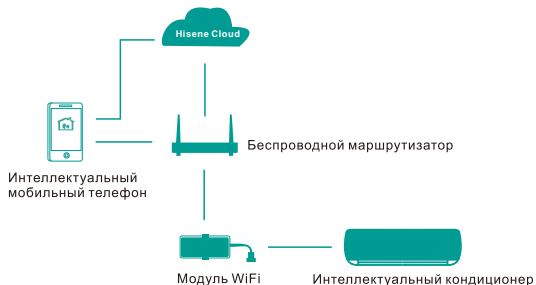 Hisene Cloud
Беспроводной маршрутизатор
Интеллектуальный
мобильный телефон
Модуль WiFi
Интеллектуальный кондиционер